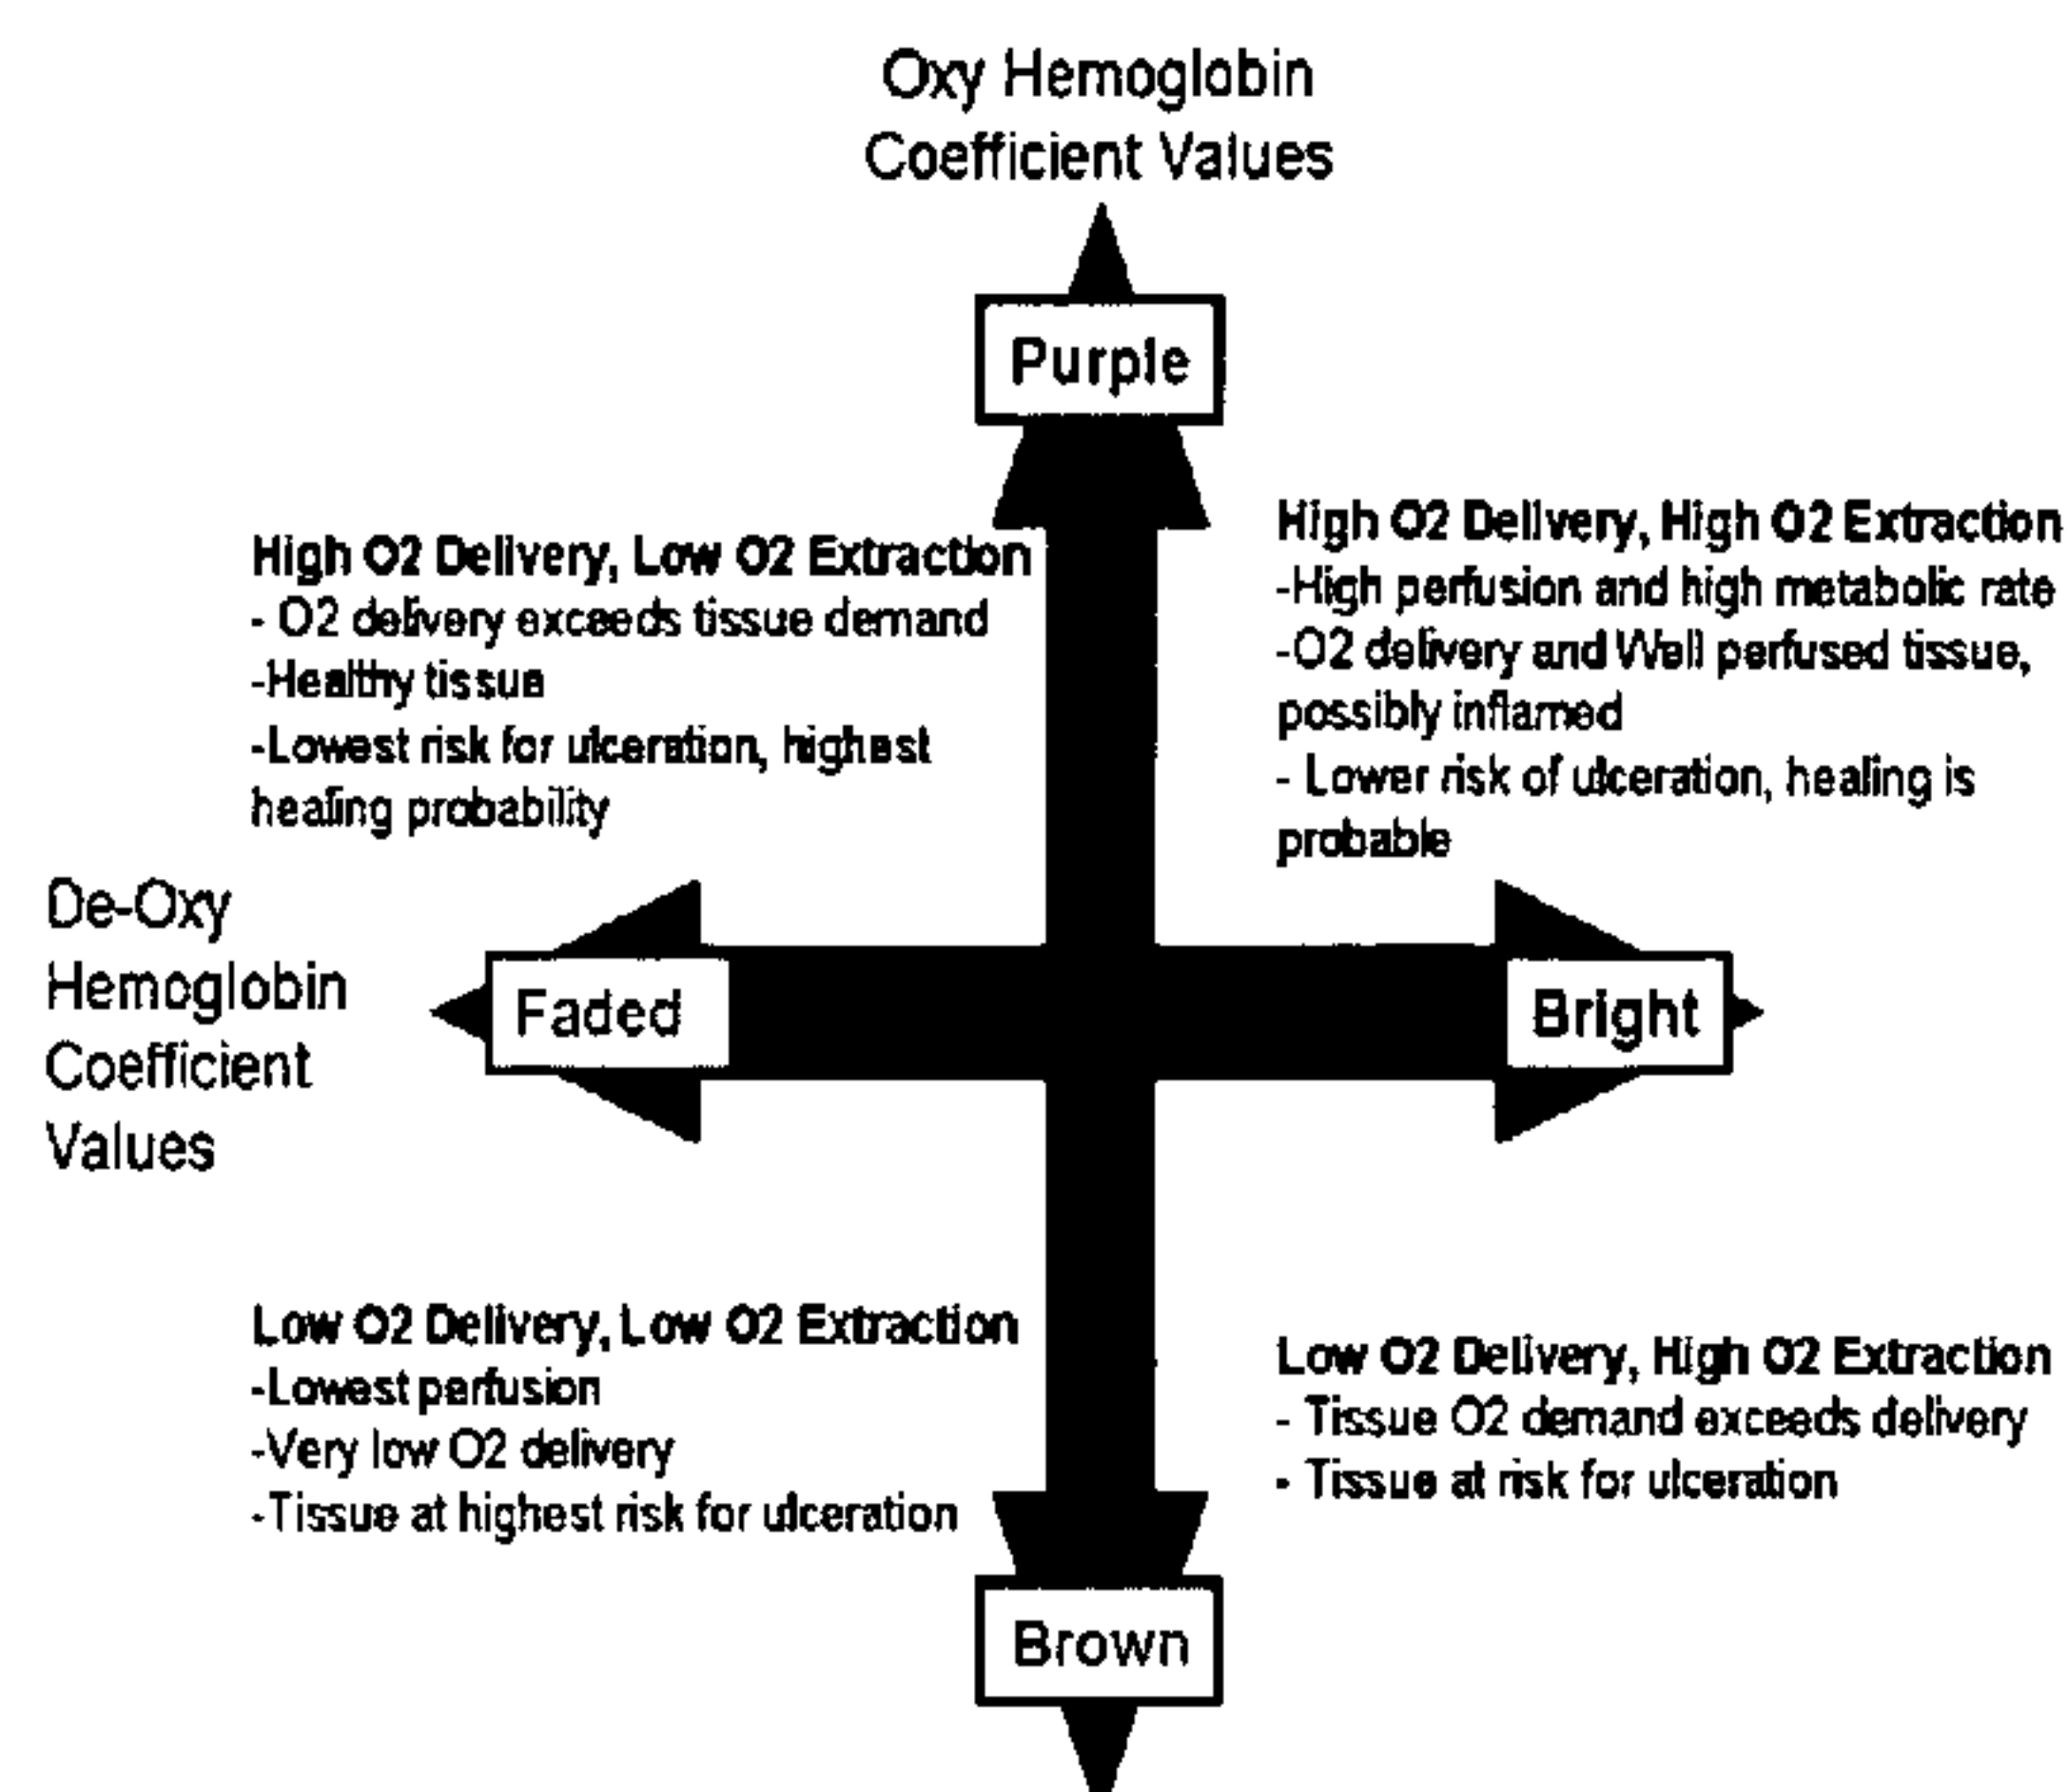 Oxy Hemoglobin
Coefficient Values
Purple
High O2 Delivery, Low O2 Extraction
- O2 delivery exceeds tissue demand
-Healthy tissue
-Lowest risk for ulceration, highest
healing probability
High O2 Delivery, High O2 Extraction
-High perfusion and high metabolic rate
-O2 delivery and Well perfused tissue,
possibly inflamed
- Lower risk of ulceration, healing is
probable
De-Oxy
Hemoglobin
Coefficient
Values
Faded
Bright
Low O2 Delivery, Low O2 Extraction
-Lowest perfusion
-Very low O2 delivery
-Tissue at highest risk for ulceration
Low O2 Delivery, High O2 Extraction
- Tissue O2 demand exceeds delivery
- Tissue at risk for ulceration
Brown